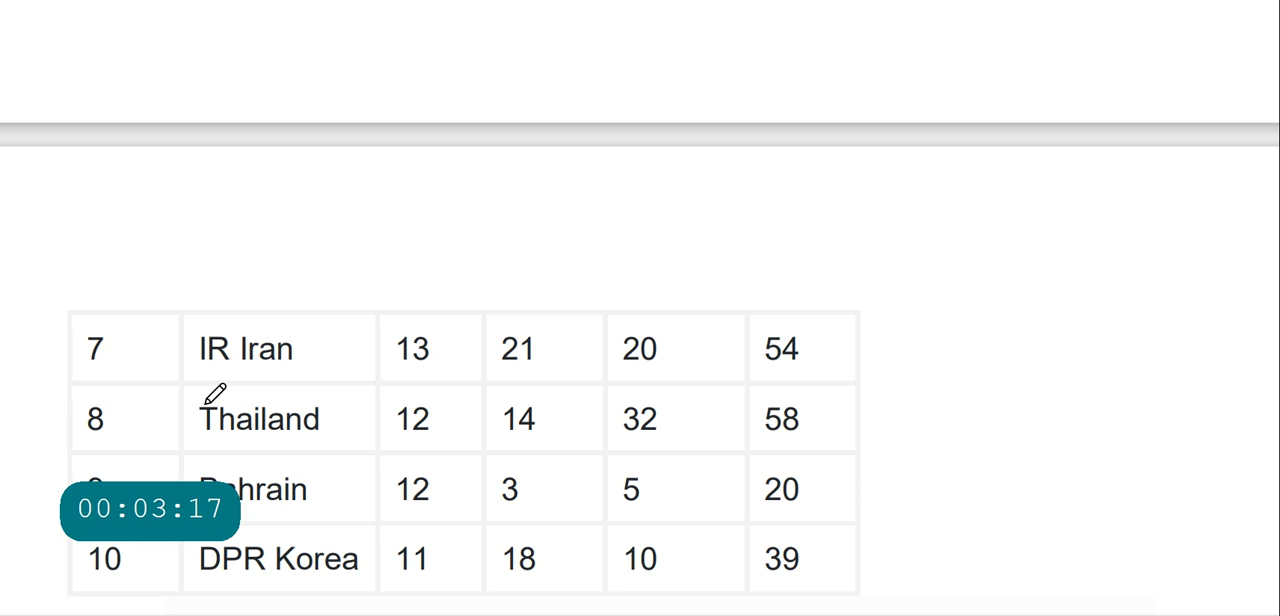 7 IR Iran 13 21 20 54
8 Thailand 12 14 32 58
12 3 5 20
00:03:17
10 DPR Korea 11 18 10 39